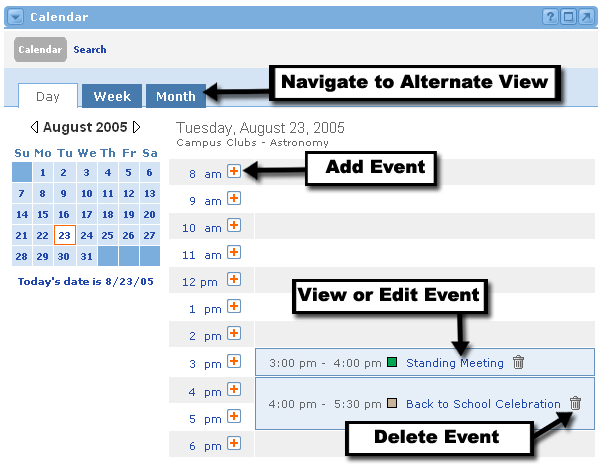 Calendar
?
Calendar Search
Navigate to Alternate View
Day Week Month
August 2005
Su Mo Tu We Th Fr Sa
1 2 3 4 5 6
7 8 9 10 11 12 13
14 15 16 17 18 19 20
21 22 23 24 25 26 27
28 29 30 31
Today's date is 8/23/05
Tuesday, August 23, 2005
Campus Clubs - Astronomy
Add Event
8 am
9 am
10 am
11 am
12 pm
View or Edit Event
1 pm
2 pm
3 pm 3:00 pm - 4:00 pm Standing Meeting
4 pm
4:00 pm - 5:30 pm Back to School Celebration
5 pm
Delete Event
6 pm